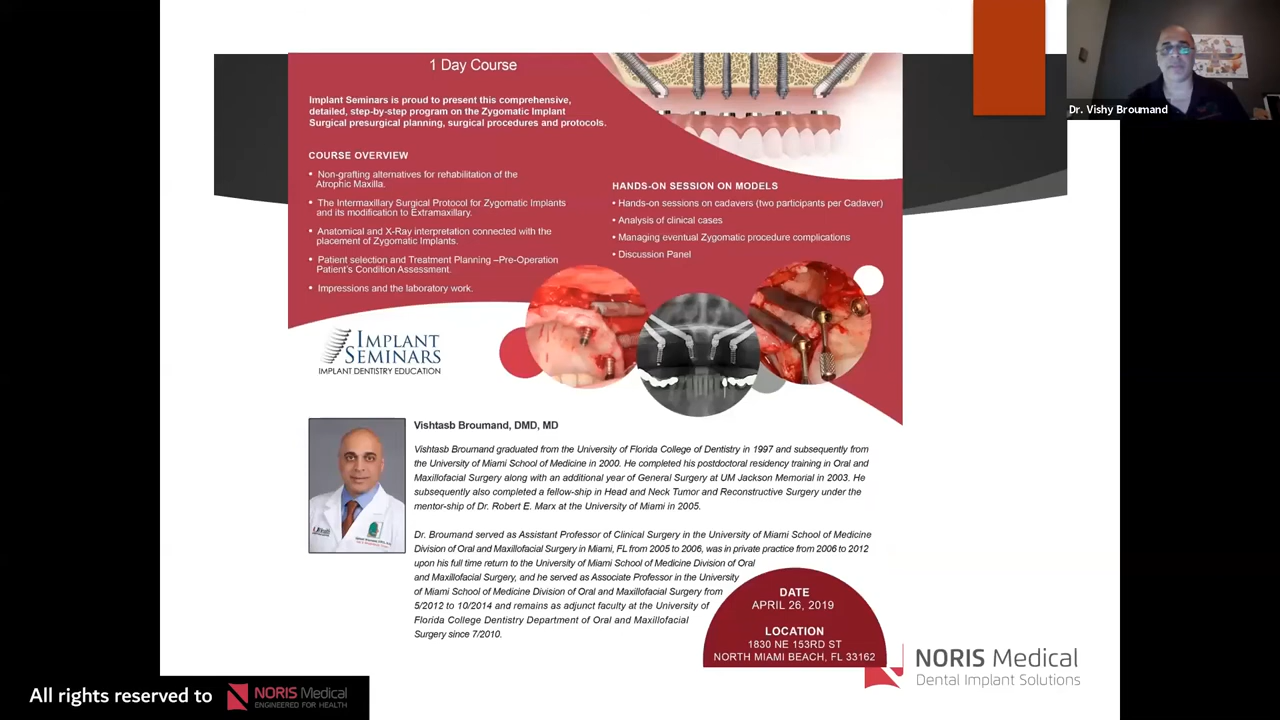 1 Day Course
Implant Seminars is proud to present this comprehensive,
detailed, step-by-step program on the Zygomatic Implant
Surgical presurgical planning, surgical procedures and protocols.
COURSE OVERVIEW
• Non-grafting alternatives for rehabilitation of the
Atrophic Maxilla.
• The Intermaxillary Surgical Protocol for Zygomatic Implants
and its modification to Extramaxillary.
• Anatomical and X-Ray interpretation connected with the
placement of Zygomatic Implants.
• Patient selection and Treatment Planning –Pre-Operation
Patient's Condition Assessment.
• Impressions and the laboratory work.
HANDS-ON SESSION ON MODELS
• Hands-on sessions on cadavers (two participants per Cadaver)
• Analysis of clinical cases
• Managing eventual Zygomatic procedure complications
• Discussion Panel
IMPLANT
SEMINARS
IMPLANT DENTISTRY EDUCATION
Vishtasb Broumand, DMD, MD
Vishtasb Broumand graduated from the University of Florida College of Dentistry in 1997 and subsequently from
the University of Miami School of Medicine in 2000. He completed his postdoctoral residency training in Oral and
Maxillofacial Surgery along with an additional year of General Surgery at UM Jackson Memorial in 2003. He
subsequently also completed a fellow-ship in Head and Neck Tumor and Reconstructive Surgery under the
mentor-ship of Dr. Robert E. Marx at the University of Miami in 2005.
Dr. Broumand served as Assistant Professor of Clinical Surgery in the University of Miami School of Medicine
Division of Oral and Maxillofacial Surgery in Miami, FL from 2005 to 2006, was in private practice from 2006 to 2012
upon his full time return to the University of Miami School of Medicine Division of Oral
and Maxillofacial Surgery, and he served as Associate Professor in the University
of Miami School of Medicine Division of Oral and Maxillofacial Surgery from
5/2012 to 10/2014 and remains as adjunct faculty at the University of
Florida College Dentistry Department of Oral and Maxillofacial
Surgery since 7/2010.
DATE
APRIL 26, 2019
LOCATION
1830 NE 153RD ST
NORTH MIAMI BEACH, FL 33162
NORIS Medical
Dental Implant Solutions
Dr. Vishy Broumand
All rights reserved to
NORIS Medical
ENGINEERED FOR HEALTH